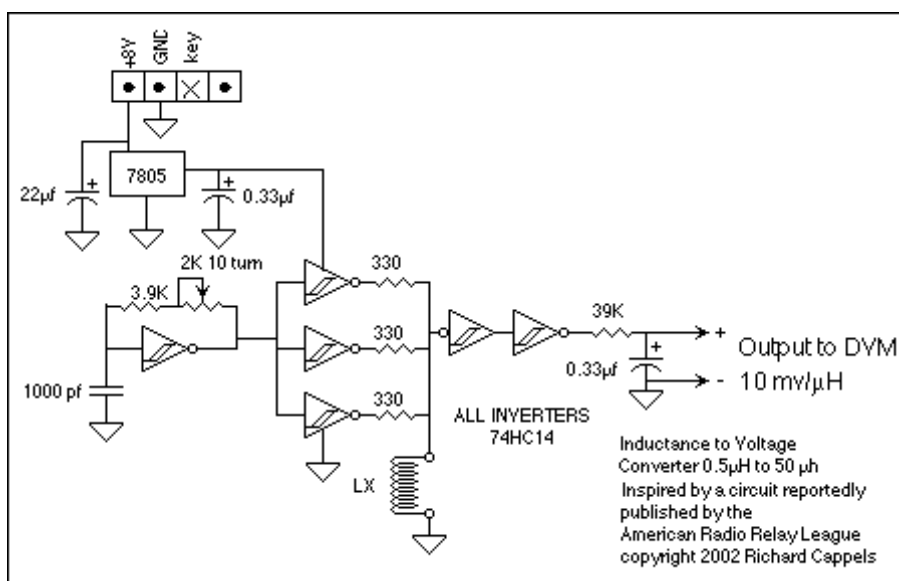 +8V
GND
key
7805
22µf
+
+
0.33µf
2K 10 turn
3.9K
330
330
330
39K
+
+
-
0.33µf
Output to DVM
10 mv/µH
1000 pf
ALL INVERTERS
74HC14
LX
Inductance to Voltage
Converter 0.5µH to 50 µh
Inspired by a circuit reportedly
published by the
American Radio Relay League
copyright 2002 Richard Cappels